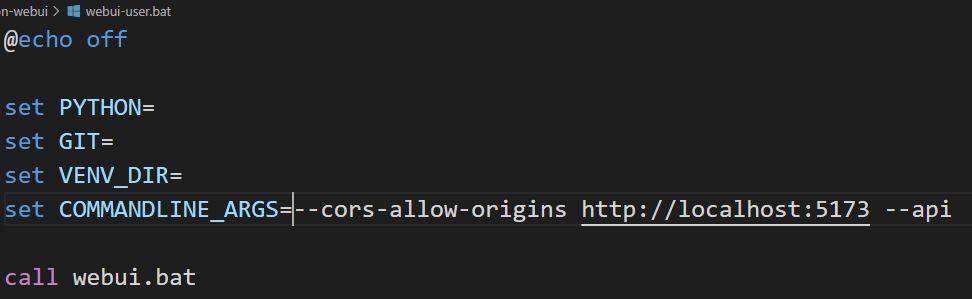 on-webui > webui-user.bat
@echo off
set PYTHON=
set GIT=
set VENV_DIR=
set COMMANDLINE_ARGS=--cors-allow-origins http://localhost:5173 --api
call webui.bat